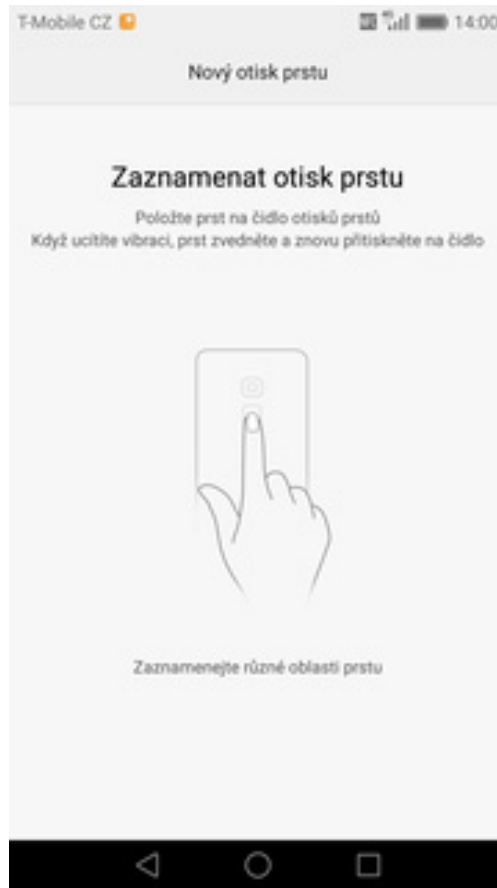 T-Mobile CZ 14:00
Nový otisk prstu
Zaznamenat otisk prstu
Položte prst na čidlo otisků prstů
Když ucítíte vibraci, prst zvedněte a znovu přitiskněte na čidlo
Zaznamenejte různé oblasti prstu